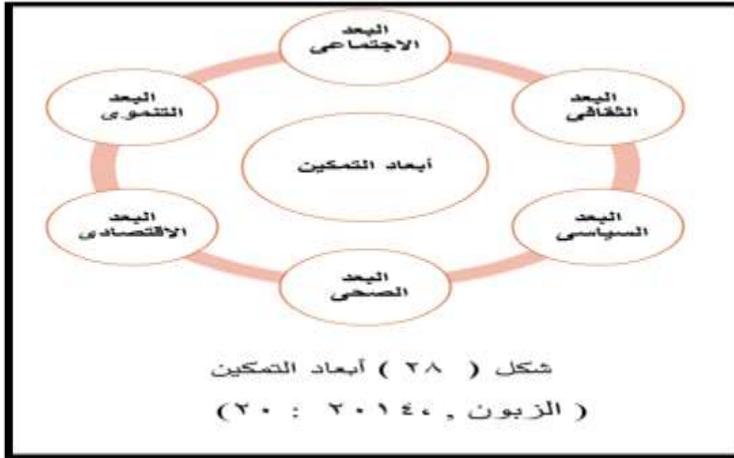 البعد
الاجتماعى
البعد
الثقافى
البعد
السياسى
البعد
الصحى
البعد
الاقتصادى
البعد
التنموى
أبعاد التمكين
شكل ( ٢٨ ) أبعاد التمكين
( الزبون , ٢٠١٤، : ٢٠)